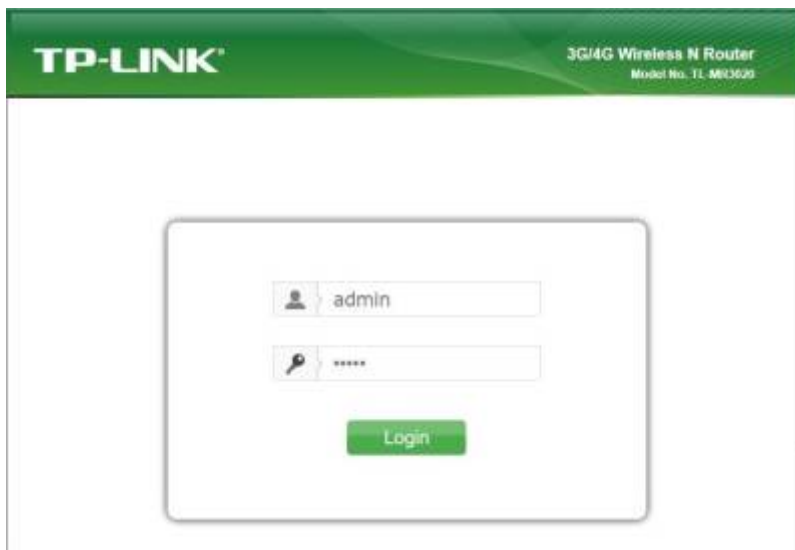 TP-LINK®
3G/4G Wireless N Router
Model No. TL-MR3020
admin
•••••
Login